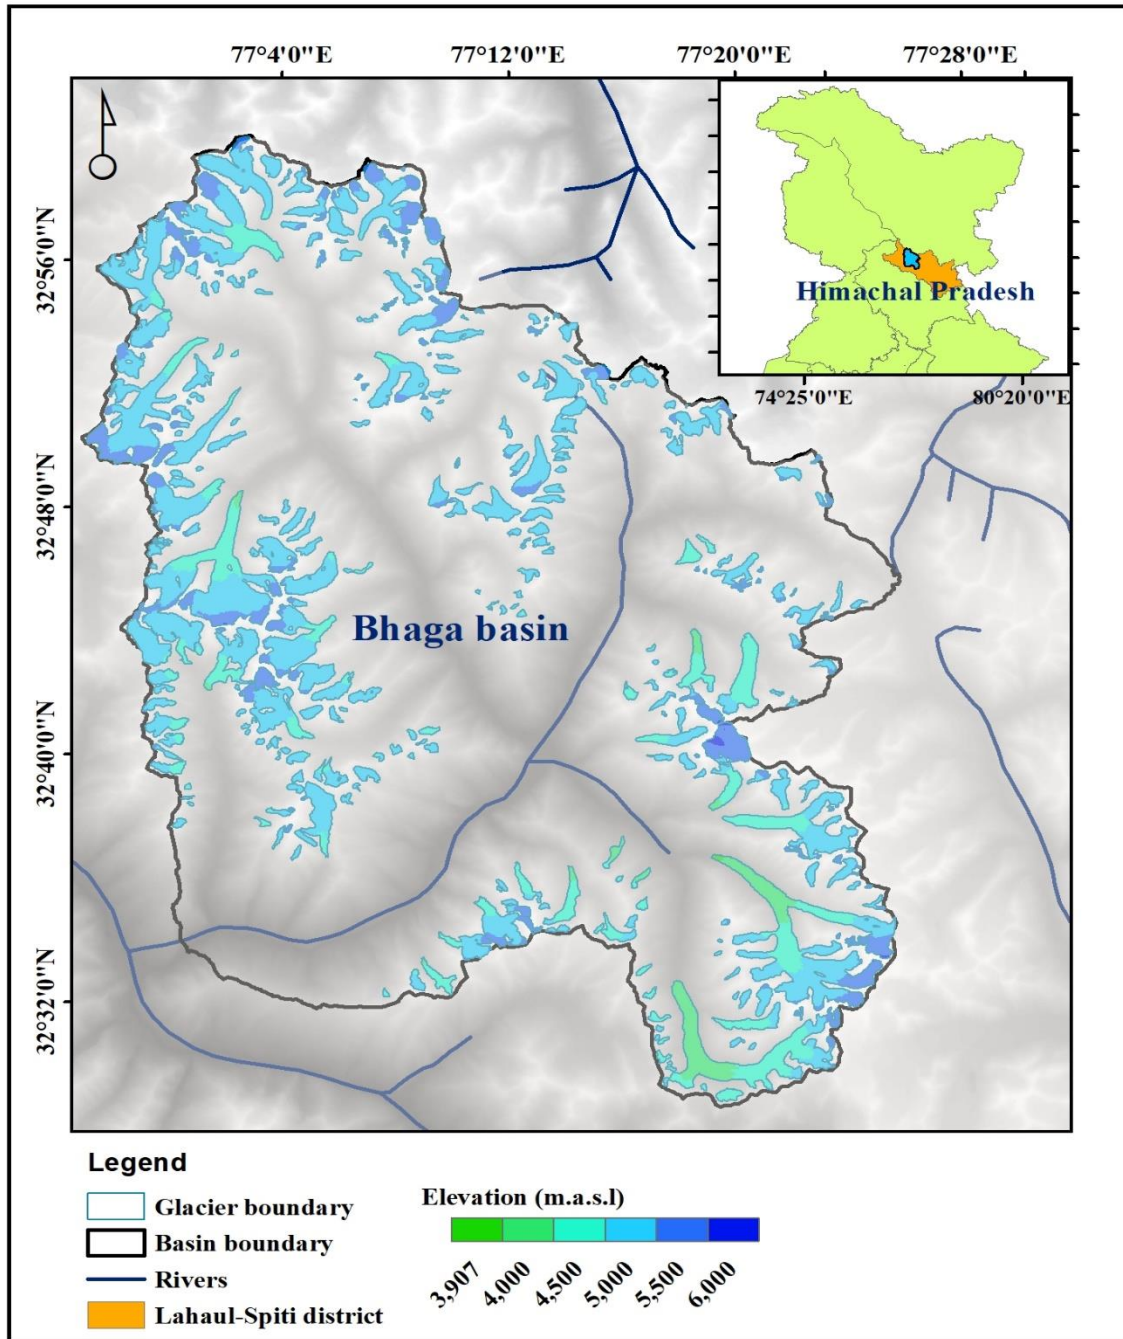 77°4'0"E 77°12'0"E 77°20'0"E 77°28'0"E
32°56'0"N
32°48'0"N
32°40'0"N
32°32'0"N
Himachal Pradesh
74°25'0"E 80°20'0"E
Bhaga basin
Legend
Glacier boundary
Basin boundary
Rivers
Lahaul-Spiti district
Elevation (m.a.s.l)
3,907 4,000 4,500 5,000 5,500 6,000